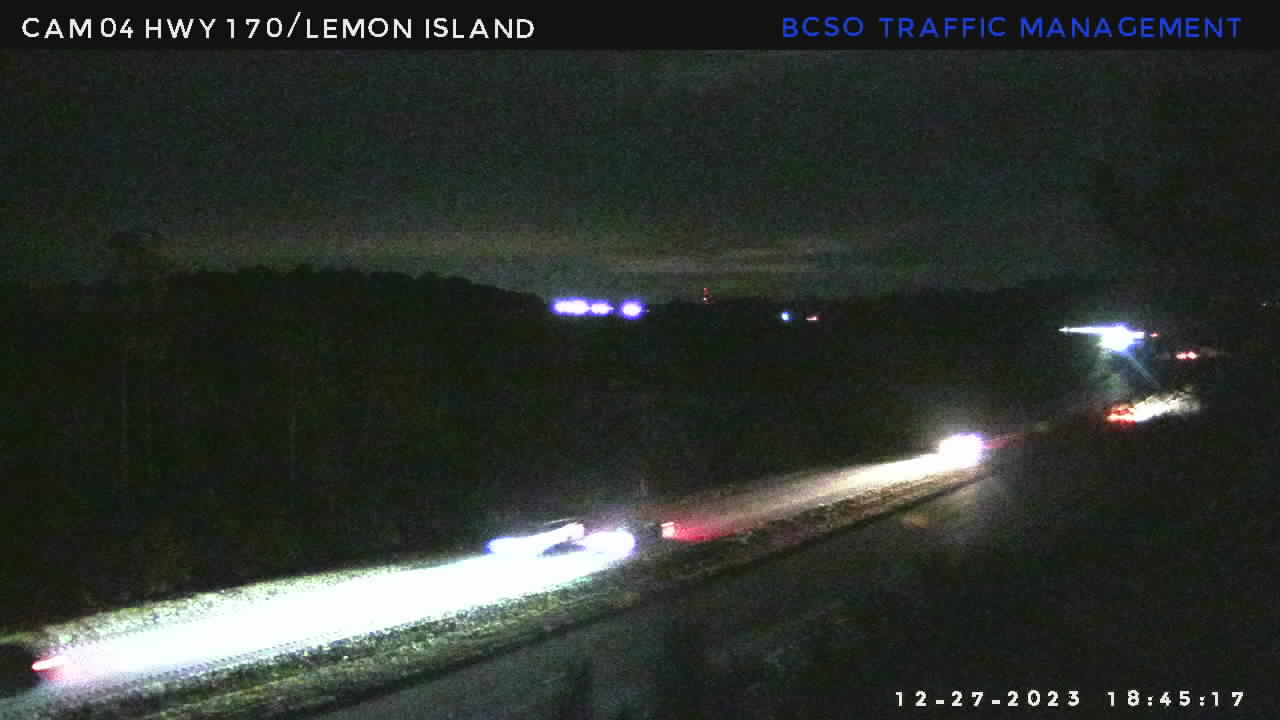 CAM04 HWY 170/LEMON ISLAND
BCSO TRAFFIC MANAGEMENT
12-27-2023 18:45:17